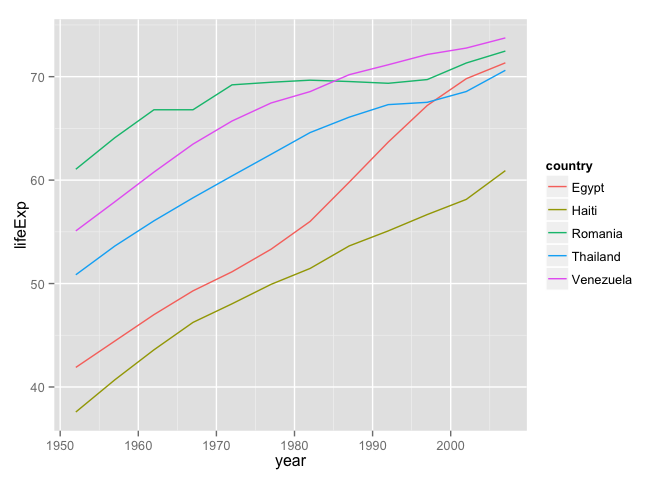 70
60
50
40
lifeExp
1950 1960 1970 1980 1990 2000
year
country
Egypt
Haiti
Romania
Thailand
Venezuela